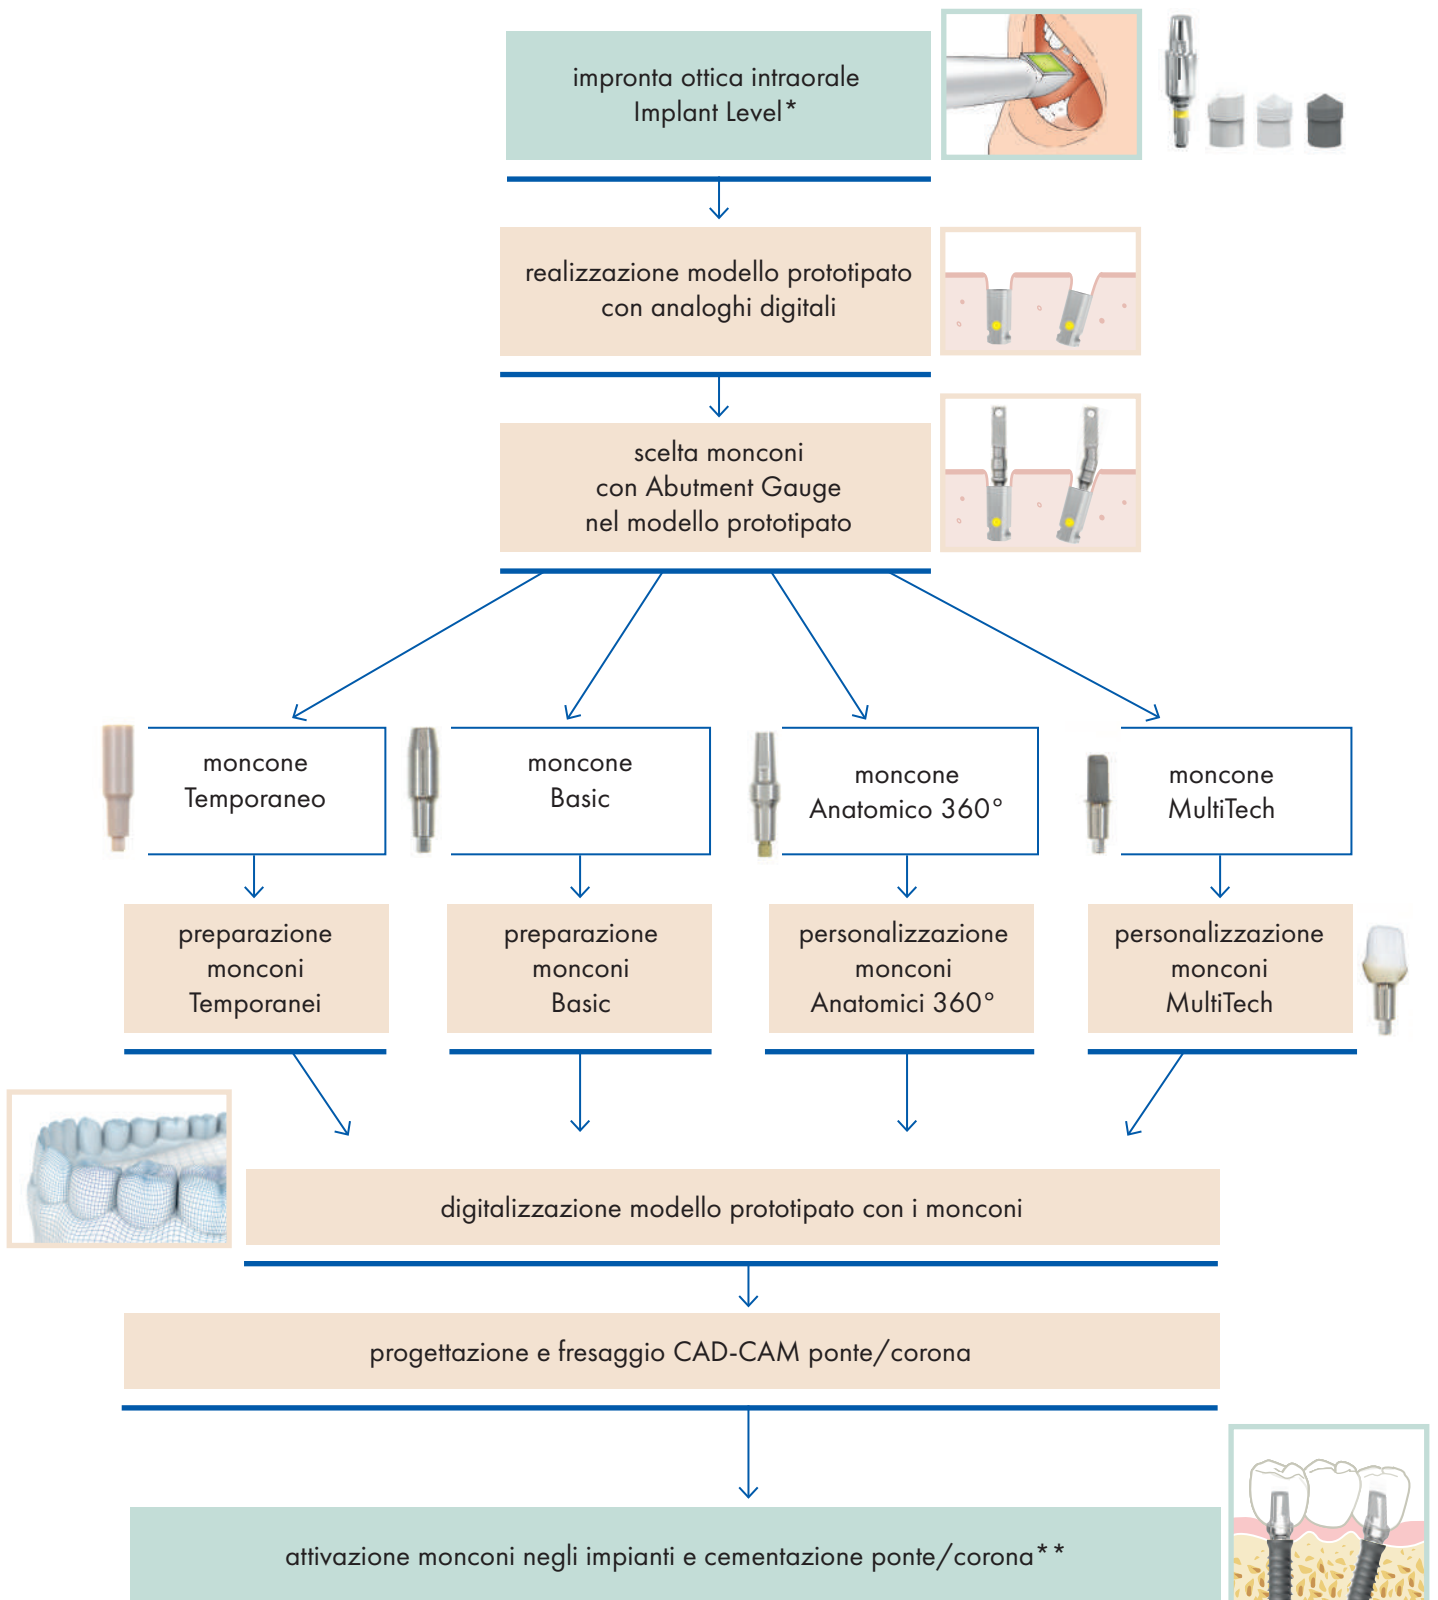 impronta ottica intraorale
Implant Level*
realizzazione modello prototipato
con analoghi digitali
scelta monconi
con Abutment Gauge
nel modello prototipato
moncone
Temporaneo
moncone
Basic
moncone
Anatomico 360°
moncone
MultiTech
preparazione
monconi
Temporanei
preparazione
monconi
Basic
personalizzazione
monconi
Anatomici 360°
personalizzazione
monconi
MultiTech
digitalizzazione modello prototipato con i monconi
progettazione e fresaggio CAD-CAM ponte/corona
attivazione monconi negli impianti e cementazione ponte/corona**